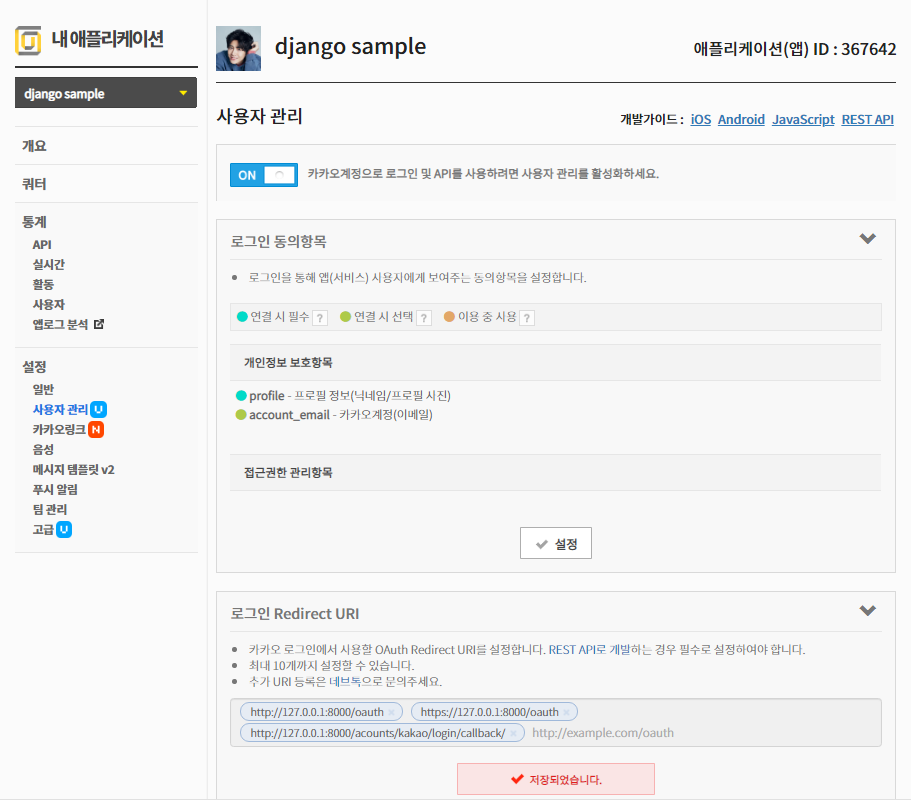 내 애플리케이션
django sample
개요
쿼터
통계
API
실시간
활동
사용자
앱로그 분석
설정
일반
사용자 관리 U
카카오링크 N
음성
메시지 템플릿 v2
푸시 알림
팀 관리
고급 U
django sample
애플리케이션(앱) ID : 367642
사용자 관리
개발가이드 : iOS Android JavaScript REST API
ON 카카오계정으로 로그인 및 API를 사용하려면 사용자 관리를 활성화하세요.
로그인 동의항목
로그인을 통해 앱(서비스) 사용자에게 보여주는 동의항목을 설정합니다.
연결 시 필수 ? 연결 시 선택 ? 이용 중 사용 ?
개인정보 보호항목
profile - 프로필 정보(닉네임/프로필 사진)
account_email - 카카오계정(이메일)
접근권한 관리항목
설정
로그인 Redirect URI
카카오 로그인에서 사용할 OAuth Redirect URI를 설정합니다. REST API로 개발하는 경우 필수로 설정하여야 합니다.
최대 10개까지 설정할 수 있습니다.
추가 URI 등록은 데브톡으로 문의주세요.
http://127.0.0.1:8000/oauth × https://127.0.0.1:8000/oauth ×
http://127.0.0.1:8000/acounts/kakao/login/callback/ × http://example.com/oauth
저장되었습니다.